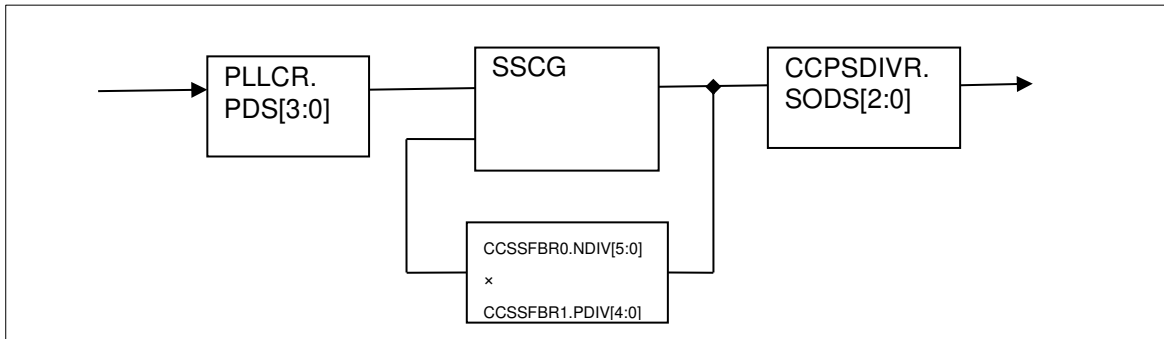 PLLCR.
PDS[3:0]
SSCG
CCPSDIVR.
SODS[2:0]
CCSSFBR0.NDIV[5:0]
×
CCSSFBR1.PDIV[4:0]